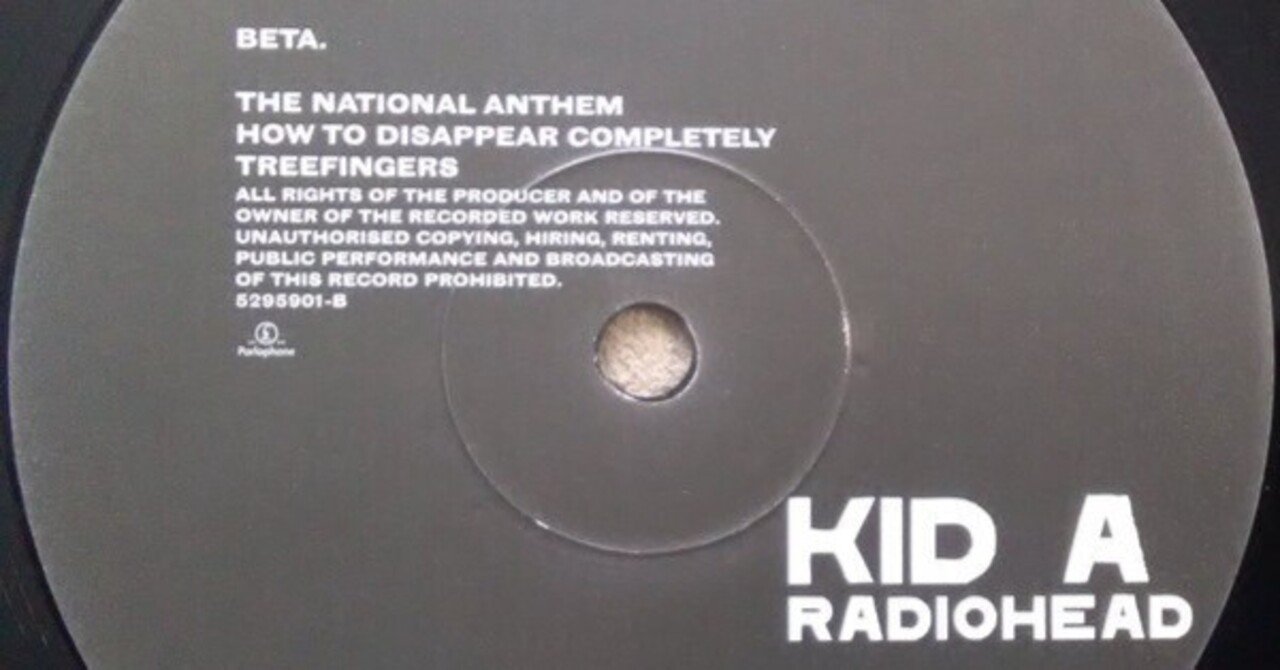 BETA.
THE NATIONAL ANTHEM
HOW TO DISAPPEAR COMPLETELY
TREEFINGERS
ALL RIGHTS OF THE PRODUCER AND OF THE
OWNER OF THE RECORDED WORK RESERVED.
UNAUTHORISED COPYING, HIRING, RENTING,
PUBLIC PERFORMANCE AND BROADCASTING
OF THIS RECORD PROHIBITED.
5295901-B
Parlophone
KID A
RADIOHEAD